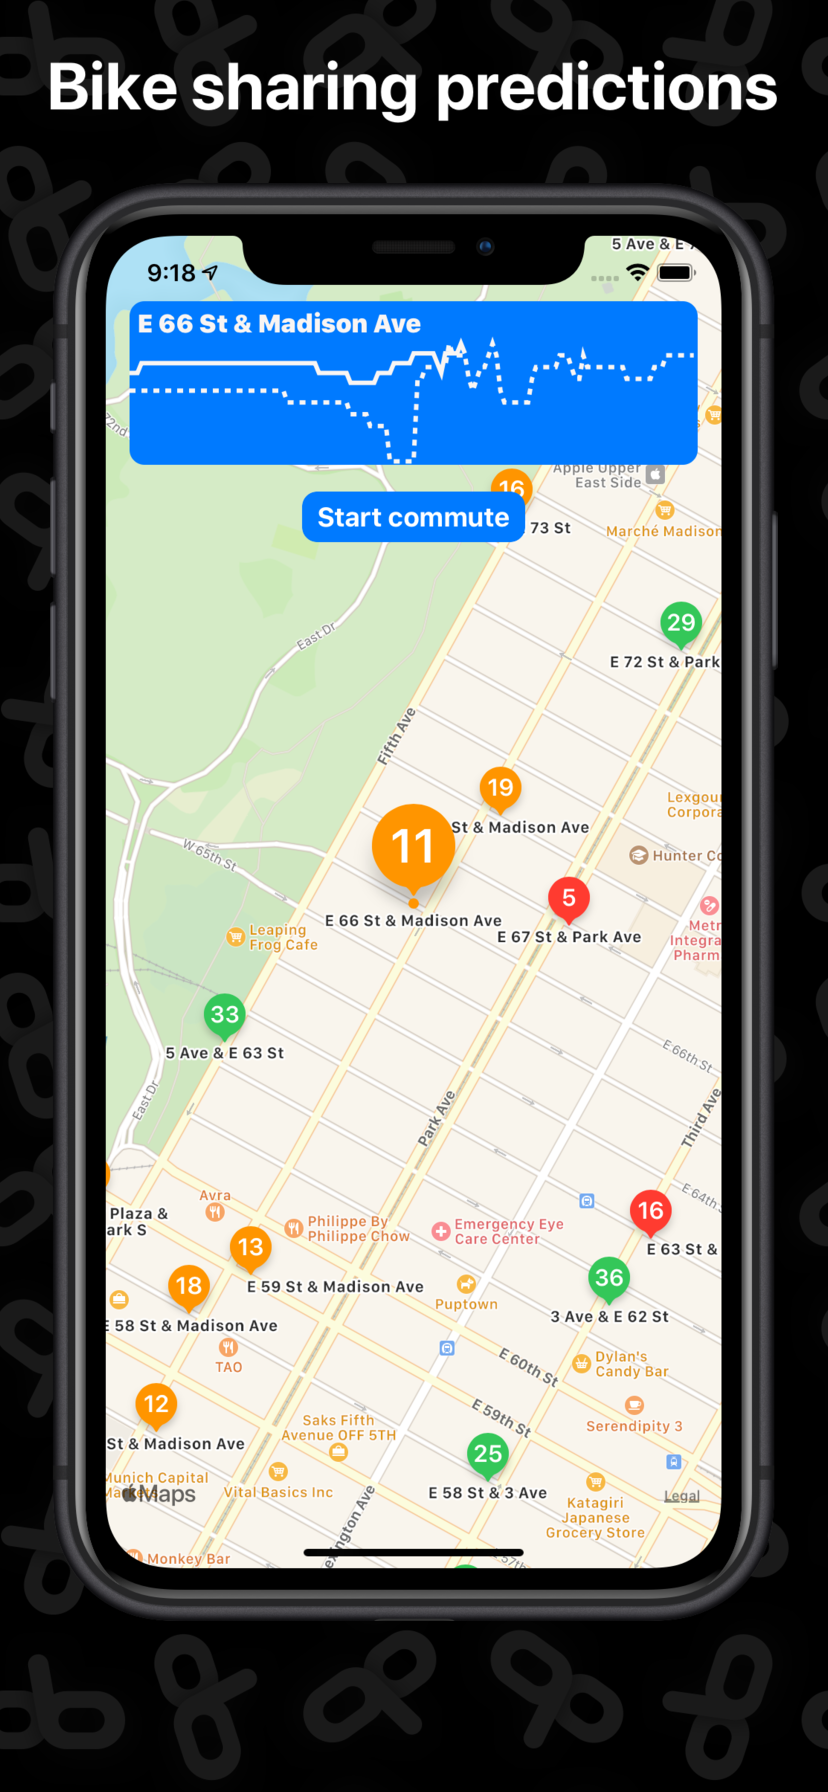 Bike sharing predictions
5 Ave & E
9:18
E 66 St & Madison Ave
72nd
Apple Upper
East Side
16
Start commute
73 St
Marché Madison
29
E 72 St & Park
East Dr
Fifth Ave
19
St & Madison Ave
Lexgou
Corpora
11
W 65th St
Hunter Co
5
E 66 St & Madison Ave
E 67 St & Park Ave
Leaping
Frog Cafe
Metr
Integra
Pharm
33
5 Ave & E 63 St
E 66th St
East Dr
Park Ave
Third Ave
E 64th S
Avra
Plaza &
ark S
16
Philippe By
Philippe Chow
Emergency Eye
Care Center
E 63 St &
13
36
E 59 St & Madison Ave
18
Puptown
3 Ave & E 62 St
E 58 St & Madison Ave
TAO
E 60th St
Dylan's
Candy Bar
12
E 59th St
Saks Fifth
Avenue OFF 5TH
Serendipity 3
St & Madison Ave
25
Munich Capital
Markets
Maps
Vital Basics Inc
E 58 St & 3 Ave
Legal
Katagiri
Japanese
Grocery Store
exington Ave
Monkey Bar
57th